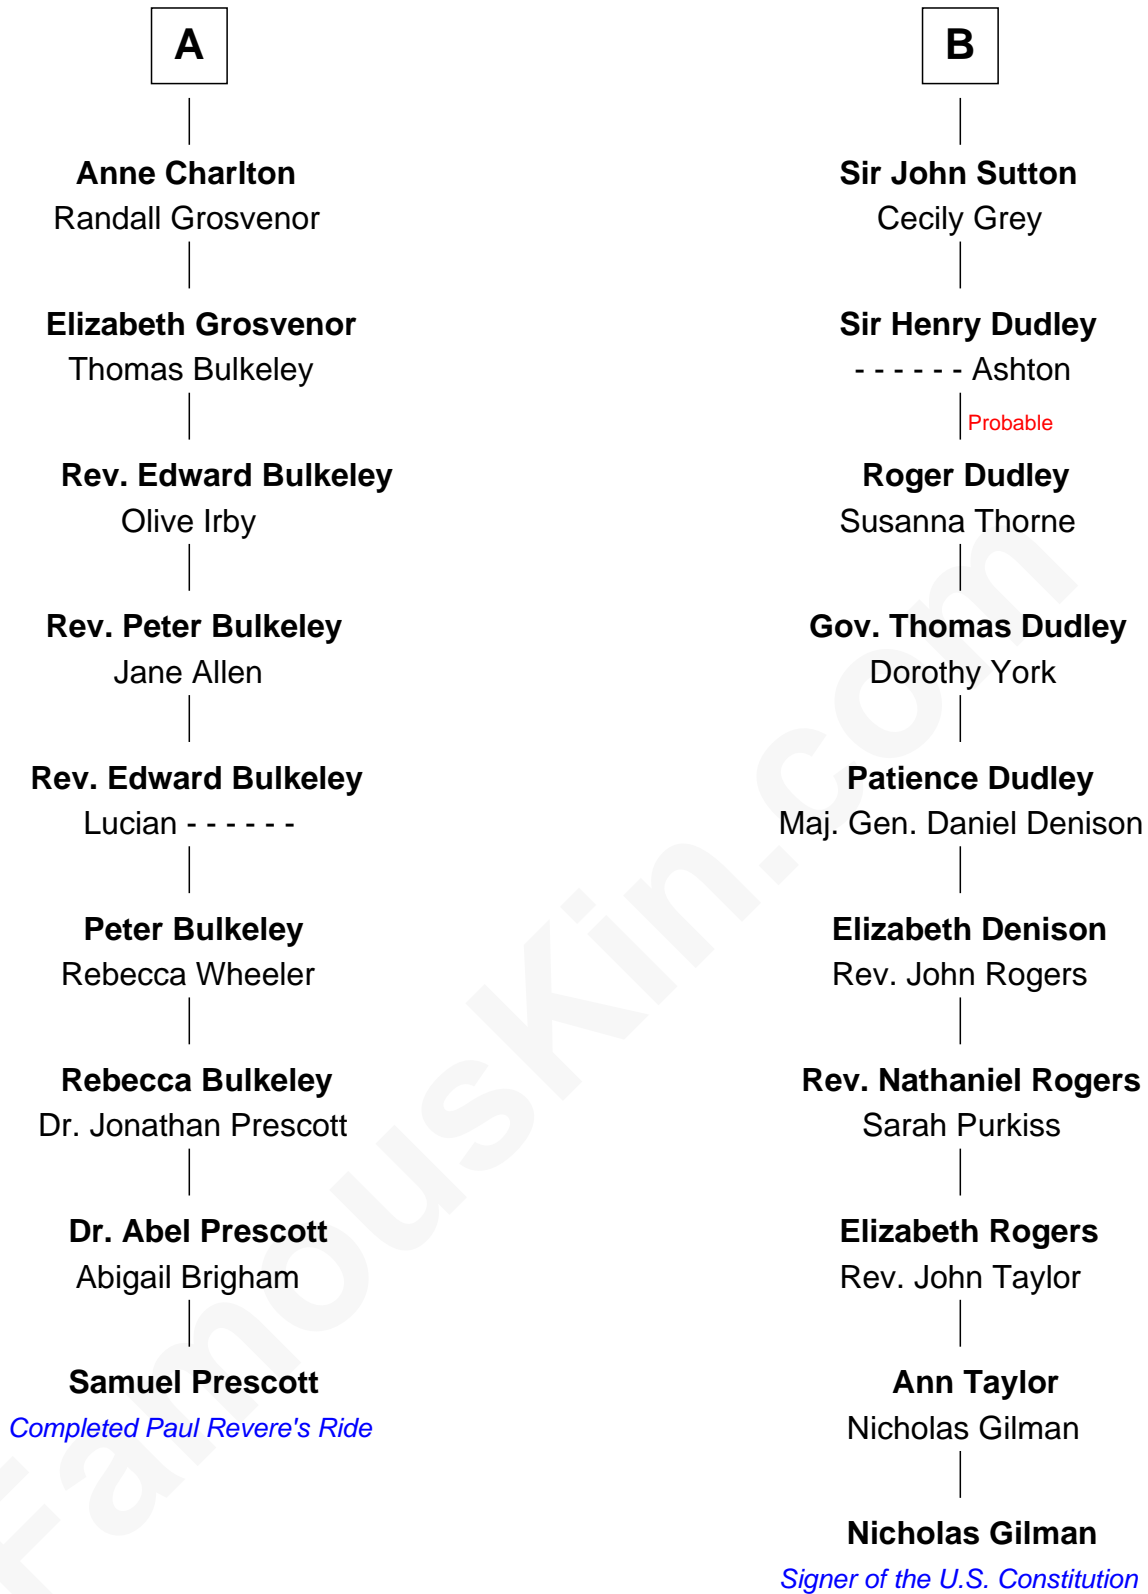 A
Anne Charlton
Randall Grosvenor
Elizabeth Grosvenor
Thomas Bulkeley
Rev. Edward Bulkeley
Olive Irby
Rev. Peter Bulkeley
Jane Allen
Rev. Edward Bulkeley
Lucian - - - - - -
Peter Bulkeley
Rebecca Wheeler
Rebecca Bulkeley
Dr. Jonathan Prescott
Dr. Abel Prescott
Abigail Brigham
Samuel Prescott
Completed Paul Revere's Ride
B
Sir John Sutton
Cecily Grey
Sir Henry Dudley
- - - - - - Ashton
Probable
Roger Dudley
Susanna Thorne
Gov. Thomas Dudley
Dorothy York
Patience Dudley
Maj. Gen. Daniel Denison
Elizabeth Denison
Rev. John Rogers
Rev. Nathaniel Rogers
Sarah Purkiss
Elizabeth Rogers
Rev. John Taylor
Ann Taylor
Nicholas Gilman
Nicholas Gilman
Signer of the U.S. Constitution
FamousKin.com